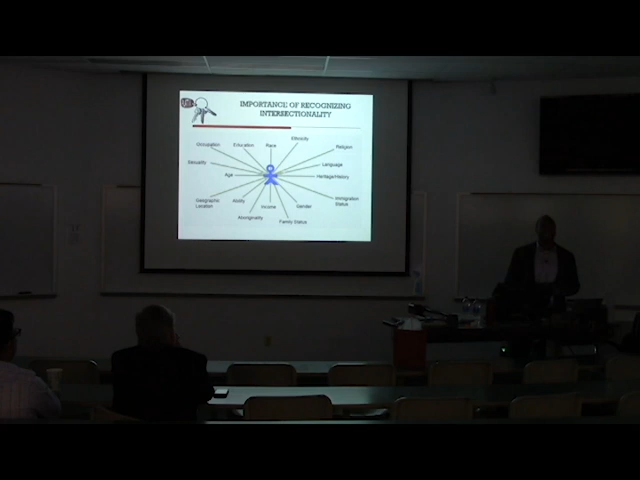 IMPORTANCE OF RECOGNIZING
INTERSECTIONALITY
Ethnicity
Occupation Education Race Religion
Sexuality Language
Age Heritage/History
Geographic Ability Income Gender Immigration
Location Status
Aboriginality Family Status